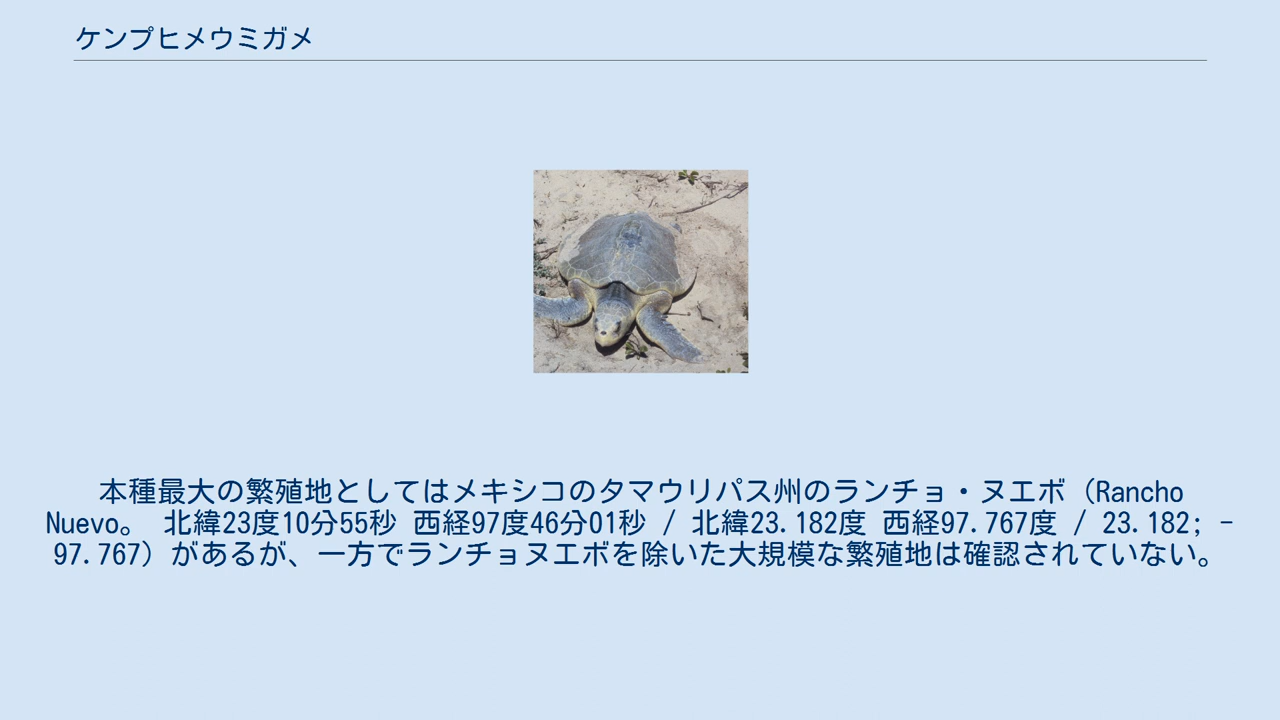 ケンプヒメウミガメ
本種最大の繁殖地としてはメキシコのタマウリパス州のランチョ・ヌエボ（Rancho
Nuevo。 北緯23度10分55秒 西経97度46分01秒 / 北緯23.182度 西経97.767度 / 23.182; -
97.767）があるが、一方でランチョヌエボを除いた大規模な繁殖地は確認されていない。